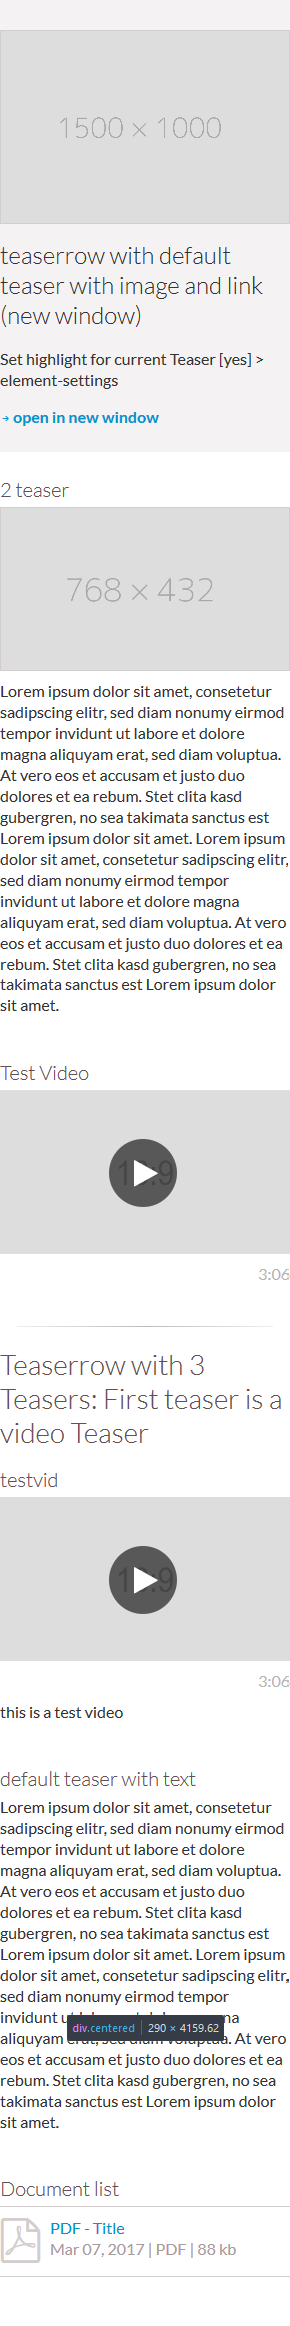 1500 × 1000
teaserrow with default
teaser with image and link
(new window)
Set highlight for current Teaser [yes] >
element-settings
open in new window
2 teaser
768 × 432
Lorem ipsum dolor sit amet, consetetur
sadipscing elitr, sed diam nonumy eirmod
tempor invidunt ut labore et dolore
magna aliquyam erat, sed diam voluptua.
At vero eos et accusam et justo duo
dolores et ea rebum. Stet clita kasd
gubergren, no sea takimata sanctus est
Lorem ipsum dolor sit amet. Lorem ipsum
dolor sit amet, consetetur sadipscing elitr,
sed diam nonumy eirmod tempor
invidunt ut labore et dolore magna
aliquyam erat, sed diam voluptua. At vero
eos et accusam et justo duo dolores et ea
rebum. Stet clita kasd gubergren, no sea
takimata sanctus est Lorem ipsum dolor
sit amet.
Test Video
3:06
Teaserrow with 3
Teasers: First teaser is a
video Teaser
testvid
3:06
this is a test video
default teaser with text
Lorem ipsum dolor sit amet, consetetur
sadipscing elitr, sed diam nonumy eirmod
tempor invidunt ut labore et dolore
magna aliquyam erat, sed diam voluptua.
At vero eos et accusam et justo duo
dolores et ea rebum. Stet clita kasd
gubergren, no sea takimata sanctus est
Lorem ipsum dolor sit amet. Lorem ipsum
dolor sit amet, consetetur sadipscing elitr,
sed diam nonumy eirmod tempor
invidunt
div.centered 290 × 4159.62
aliquyam erat, sed diam voluptua. At vero
eos et accusam et justo duo dolores et ea
rebum. Stet clita kasd gubergren, no sea
takimata sanctus est Lorem ipsum dolor
sit amet.
Document list
PDF - Title
Mar 07, 2017 | PDF | 88 kb